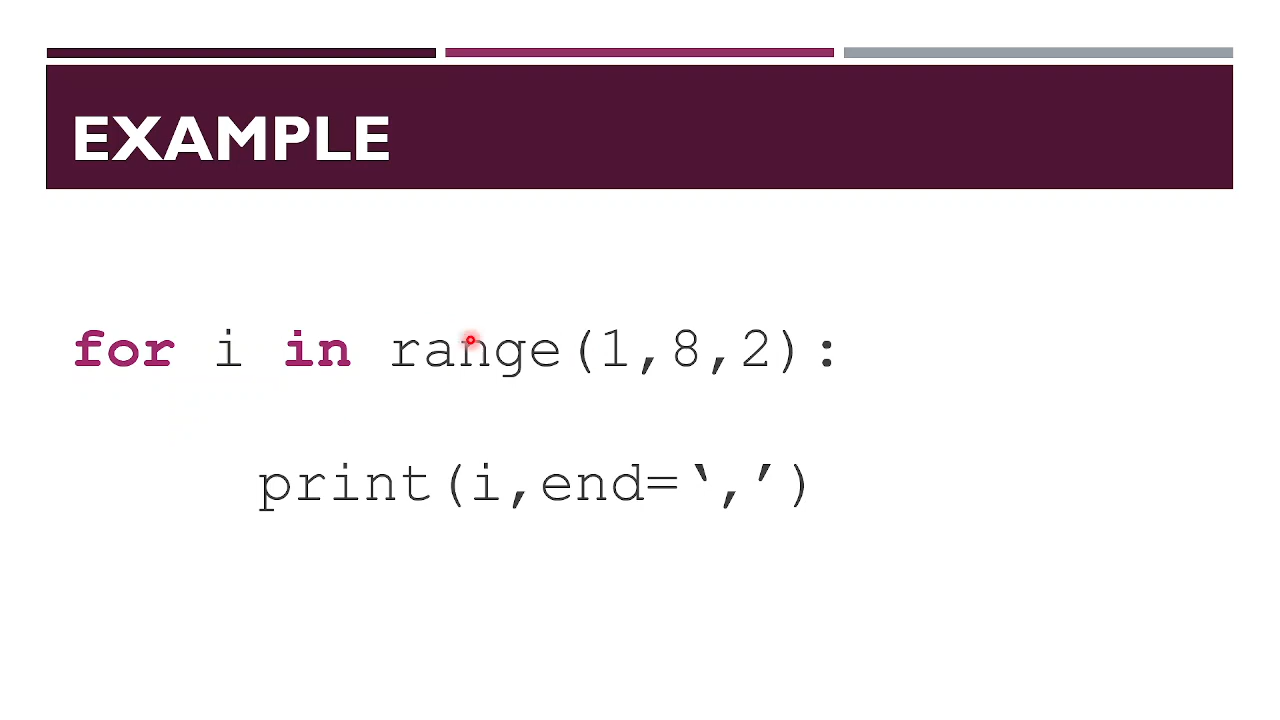 EXAMPLE
for i in range(1,8,2):
print(i,end=‘,’)